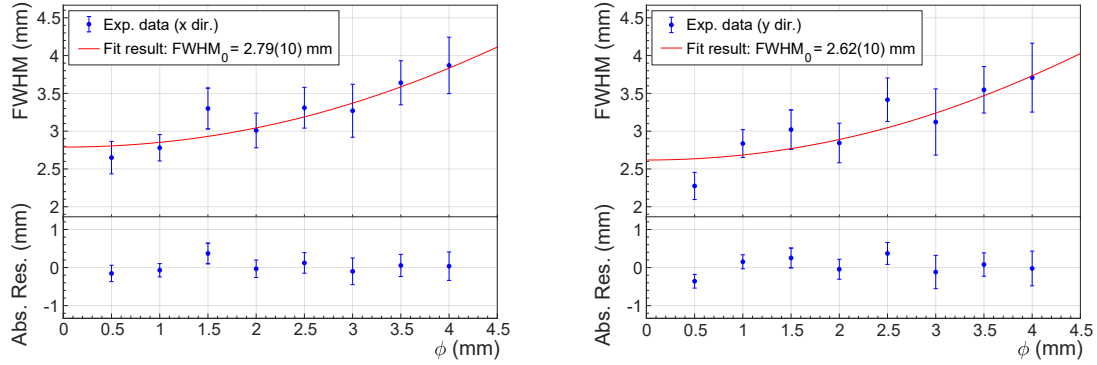 Exp. data (x dir.)
Fit result: FWHM0 = 2.79(10) mm
FWHM (mm)
4.5
4
3.5
3
2.5
2
Abs. Res. (mm)
1
0
-1
0 0.5 1 1.5 2 2.5 3 3.5 4 4.5
ϕ (mm)
Exp. data (y dir.)
Fit result: FWHM0 = 2.62(10) mm
FWHM (mm)
4.5
4
3.5
3
2.5
2
Abs. Res. (mm)
1
0
-1
0 0.5 1 1.5 2 2.5 3 3.5 4 4.5
ϕ (mm)